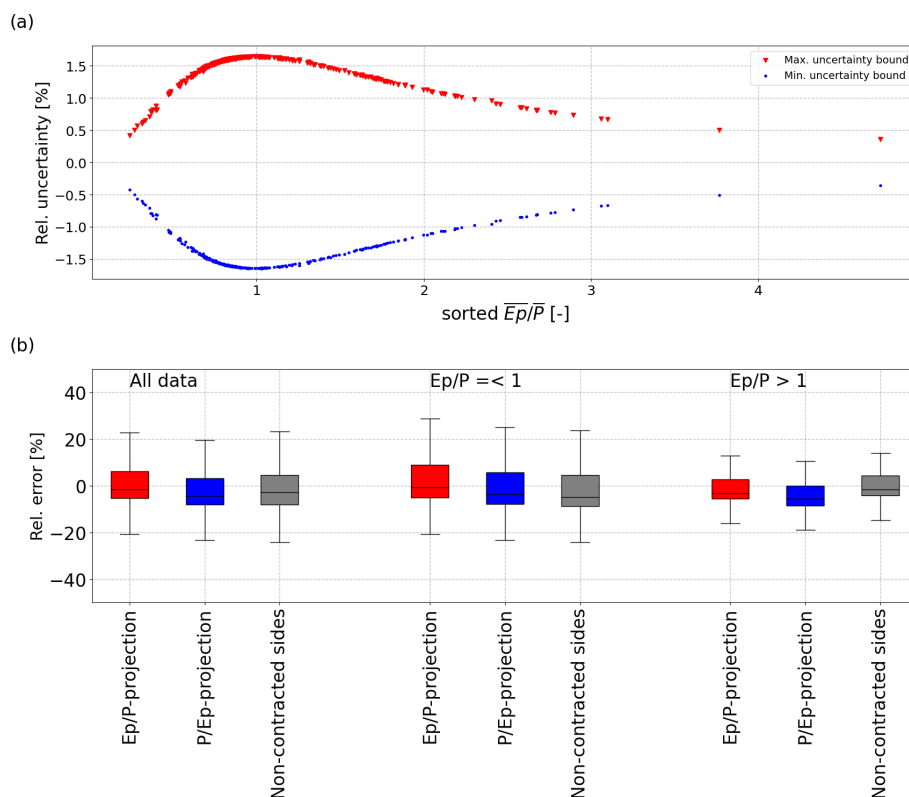 (a)
Rel. uncertainty [%]
1.5
1.0
0.5
0.0
−0.5
−1.0
−1.5
Max. uncertainty bound
Min. uncertainty bound
1 2 3 4
sorted E̅p̅/P̅ [-]
(b)
Rel. error [%]
40
20
0
−20
−40
All data
Ep/P =< 1
Ep/P > 1
Ep/P-projection
P/Ep-projection
Non-contracted sides
Ep/P-projection
P/Ep-projection
Non-contracted sides
Ep/P-projection
P/Ep-projection
Non-contracted sides